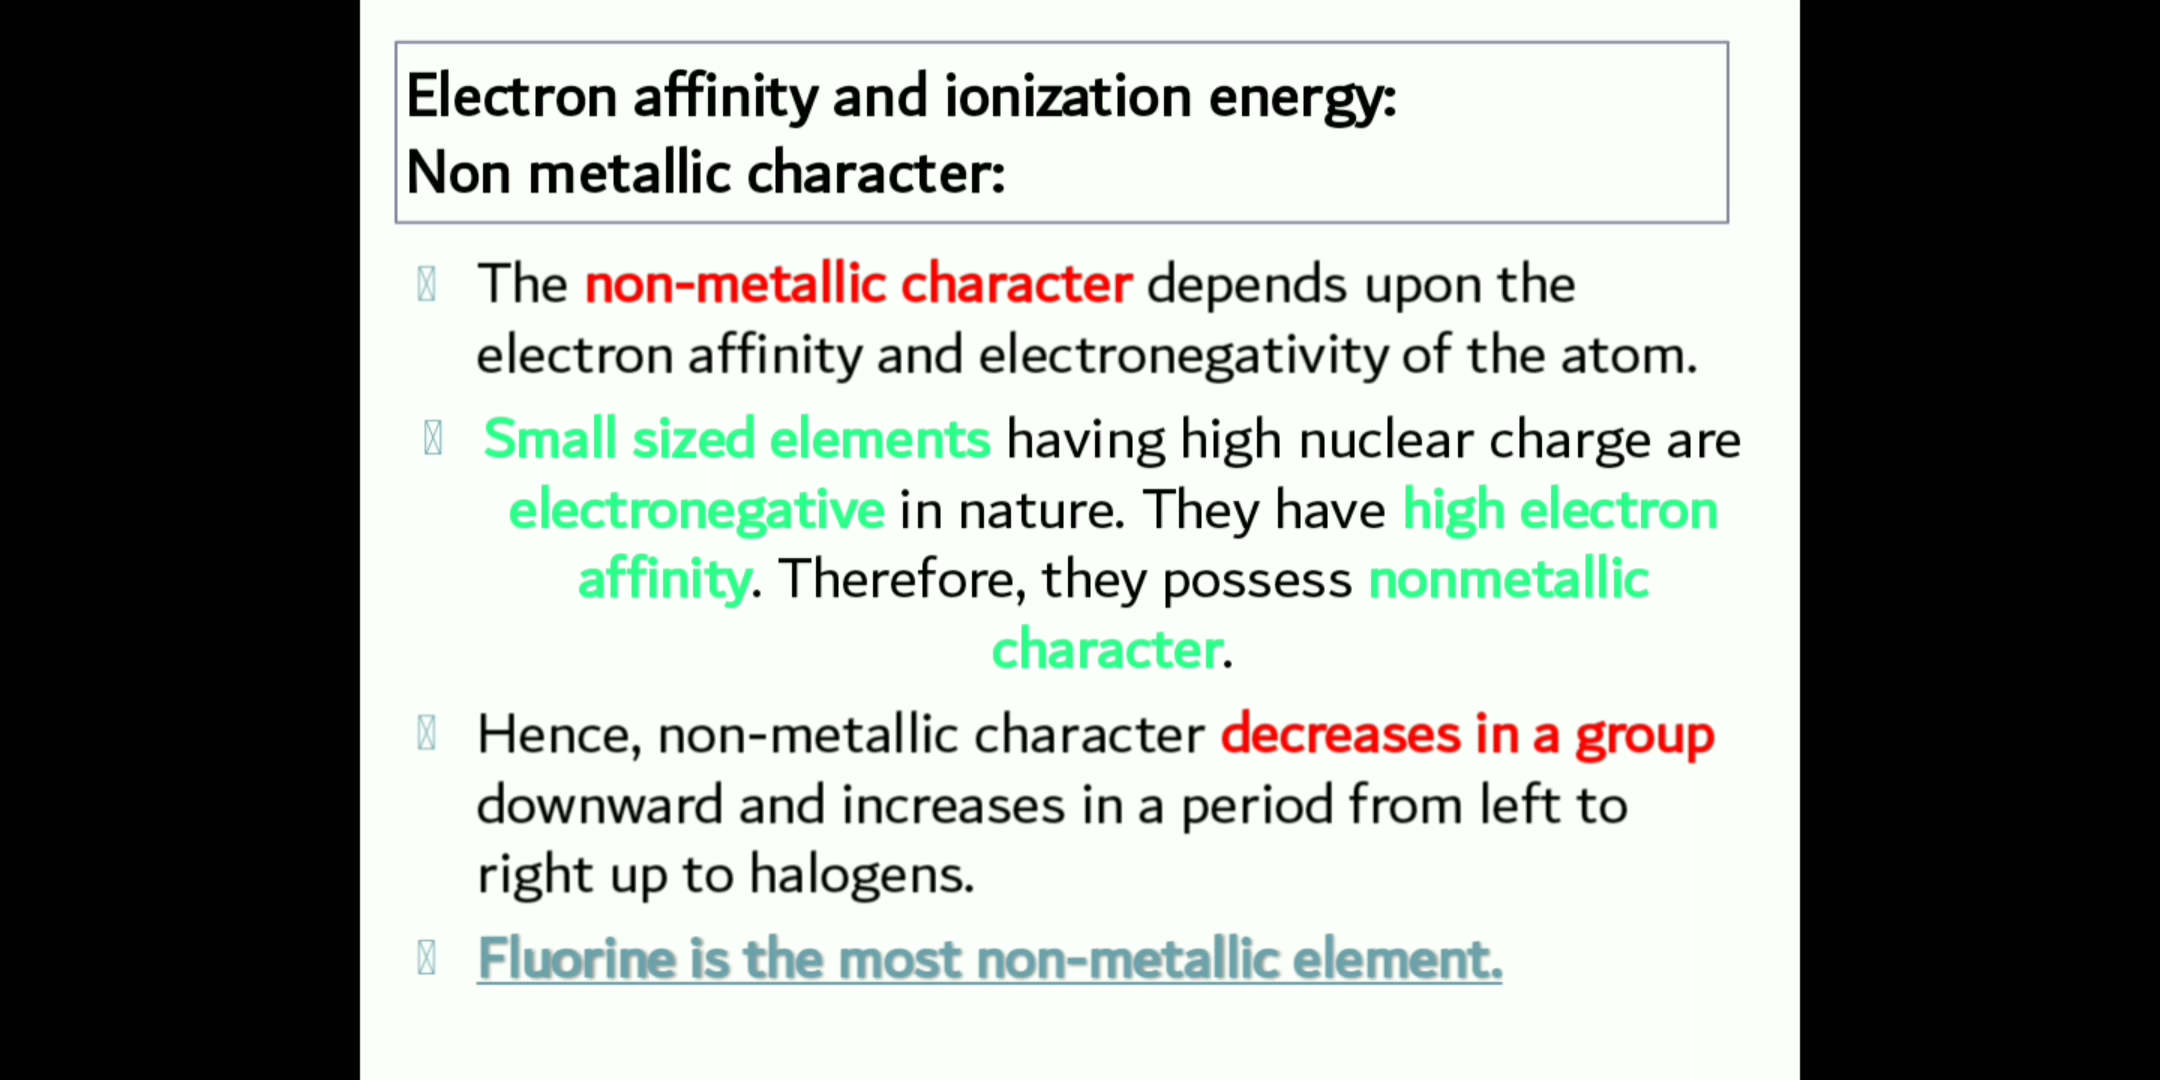 Electron affinity and ionization energy:
Non metallic character:
The non-metallic character depends upon the
electron affinity and electronegativity of the atom.
Small sized elements having high nuclear charge are
electronegative in nature. They have high electron
affinity. Therefore, they possess nonmetallic
character.
Hence, non-metallic character decreases in a group
downward and increases in a period from left to
right up to halogens.
Fluorine is the most non-metallic element.